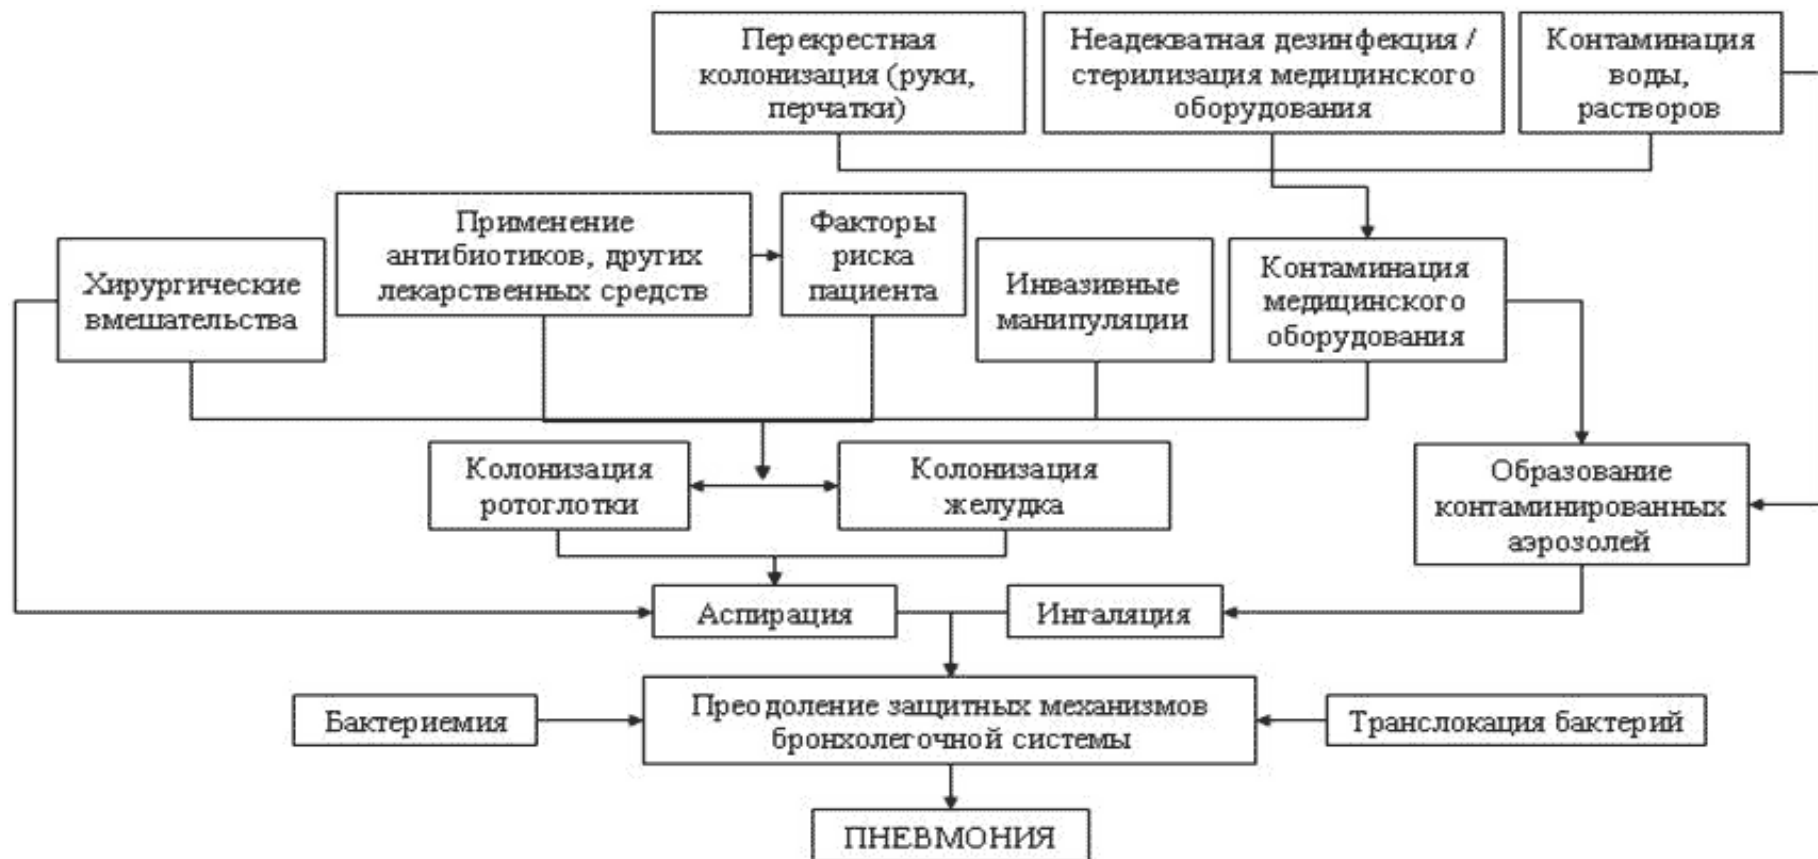 Перекрестная
колонизация (руки,
перчатки)
Неадекватная дезинфекция /
стерилизация медицинского
оборудования
Контаминация
воды,
растворов
Хирургические
вмешательства
Применение
антибиотиков, других
лекарственных средств
Факторы
риска
пациента
Инвазивные
манипуляции
Контаминация
медицинского
оборудования
Колонизация
ротоглотки
Колонизация
желудка
Образование
контаминированных
аэрозолей
Аспирация
Ингаляция
Бактериемия
Преодоление защитных механизмов
бронхолегочной системы
Транслокация бактерий
ПНЕВМОНИЯ